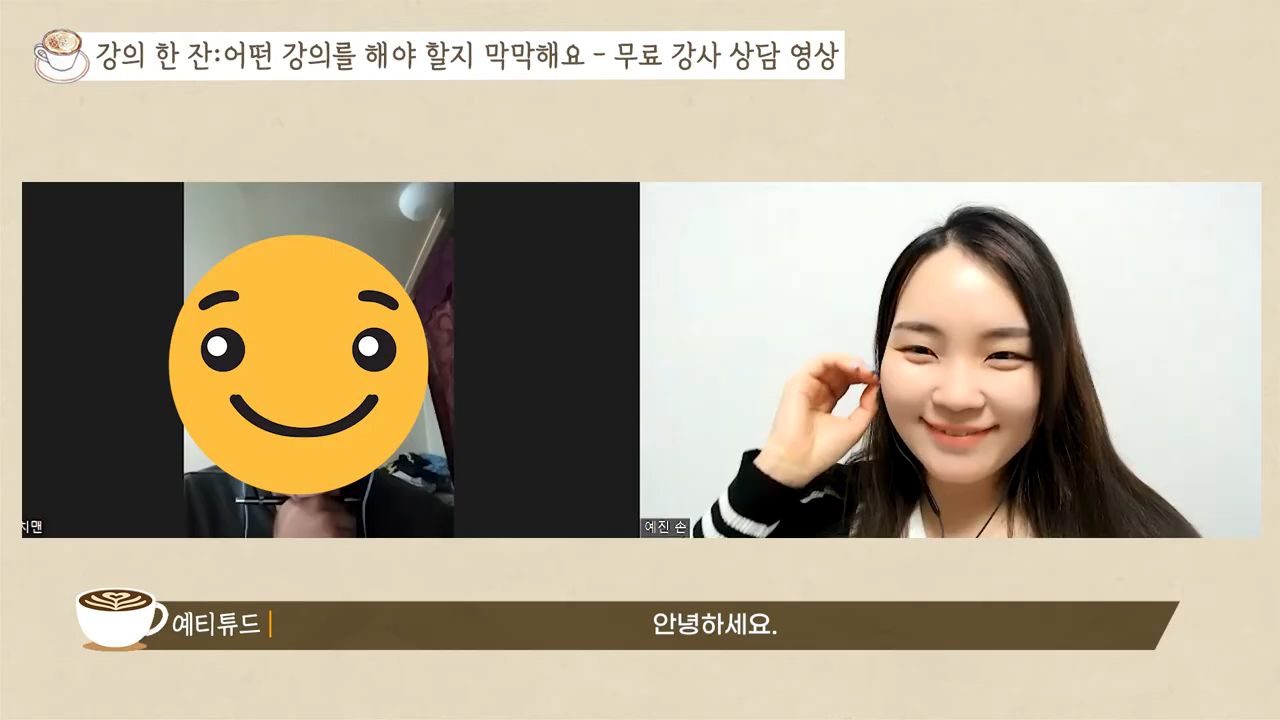 강의 한 잔:어떤 강의를 해야 할지 막막해요 - 무료 강사 상담 영상
치맨
예진 손
예티튜드
안녕하세요.